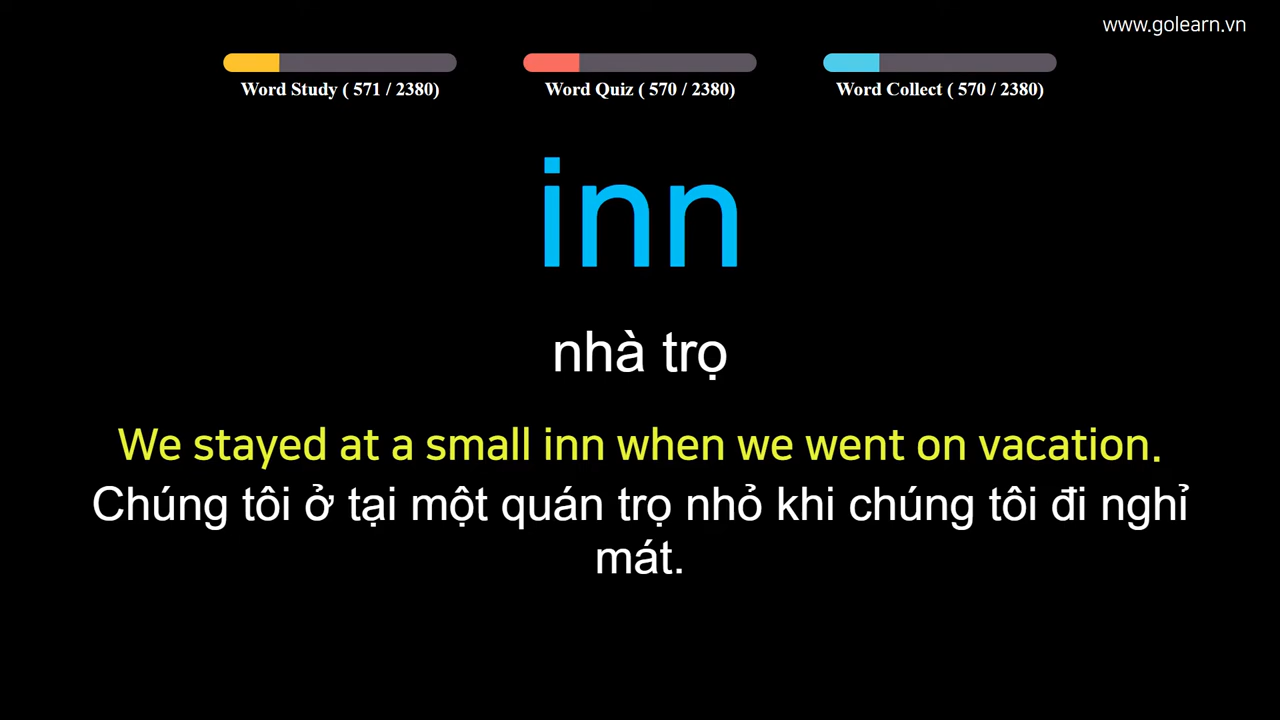 www.golearn.vn
Word Study ( 571 / 2380)
Word Quiz ( 570 / 2380)
Word Collect ( 570 / 2380)
inn
nhà trọ
We stayed at a small inn when we went on vacation.
Chúng tôi ở tại một quán trọ nhỏ khi chúng tôi đi nghỉ
mát.